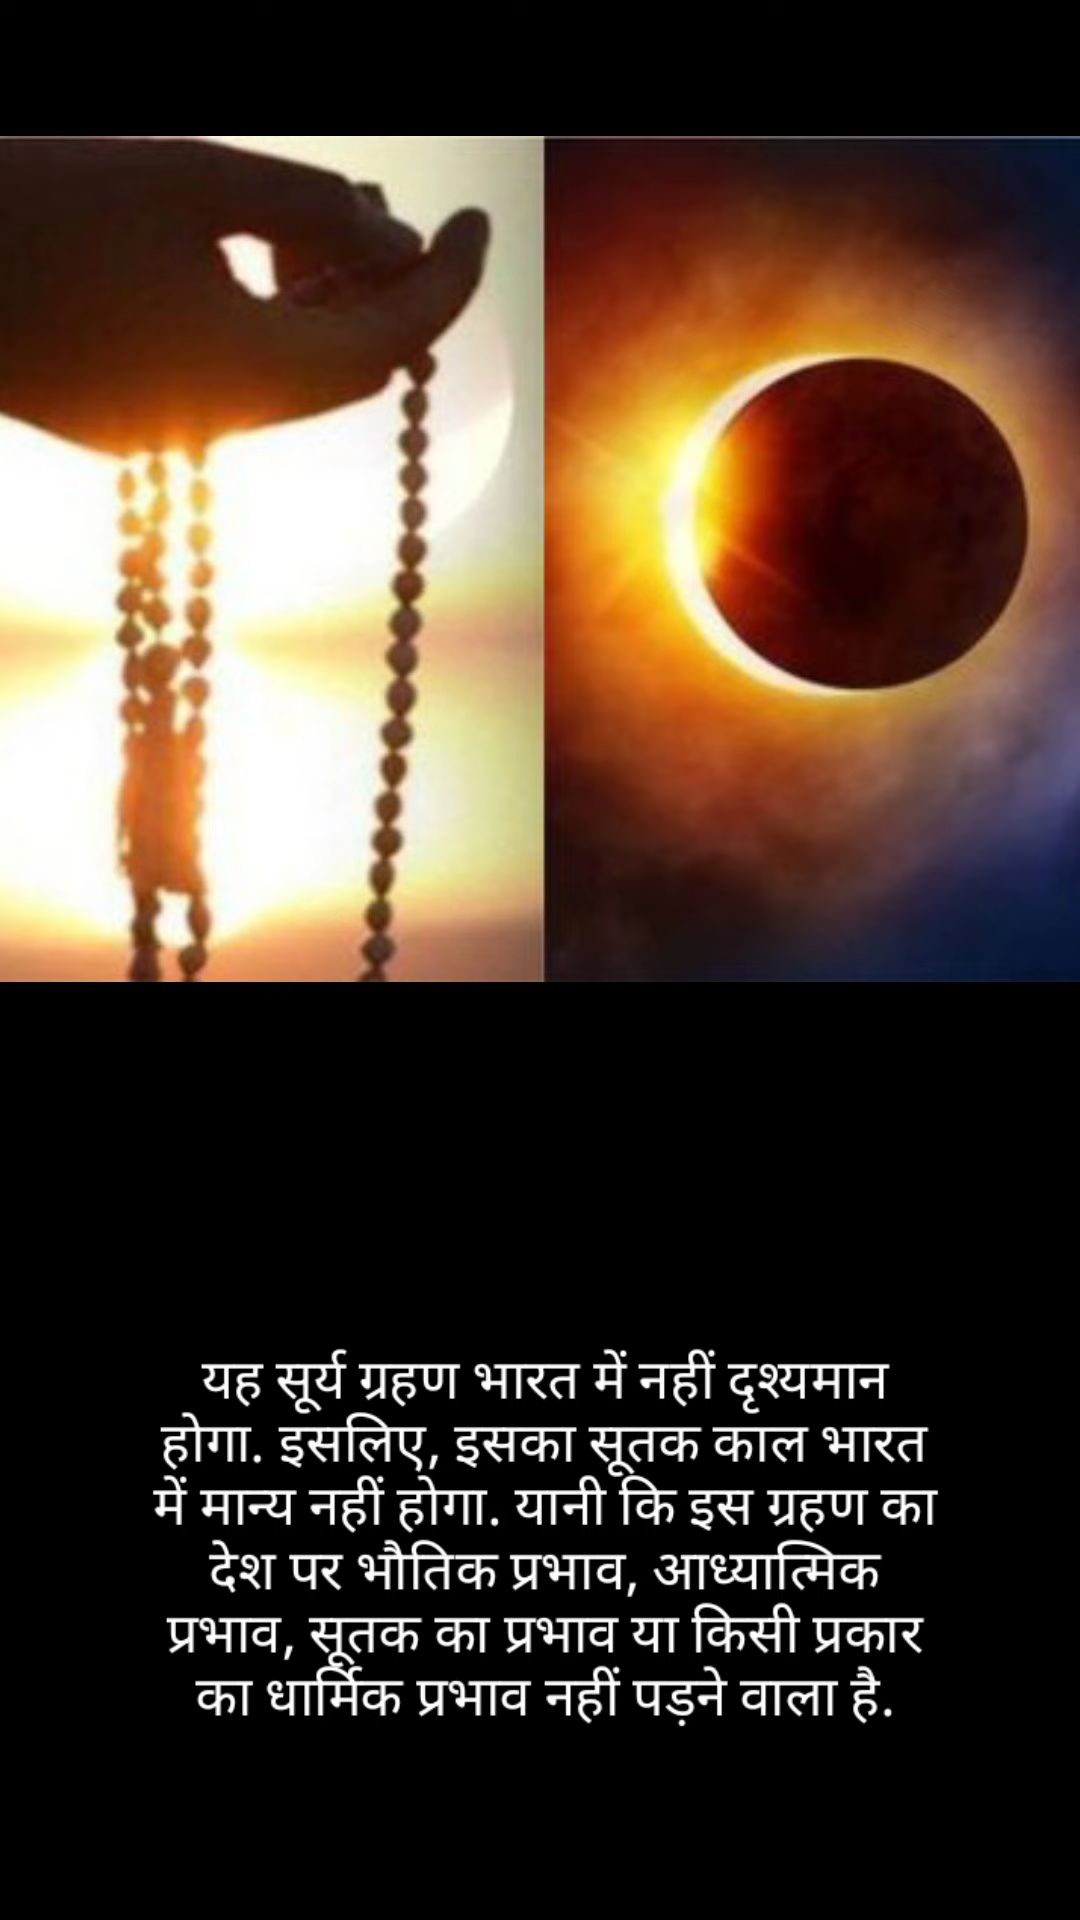 यह सूर्य ग्रहण भारत में नहीं दृश्यमान
होगा. इसलिए, इसका सूतक काल भारत
में मान्य नहीं होगा. यानी कि इस ग्रहण का
देश पर भौतिक प्रभाव, आध्यात्मिक
प्रभाव, सूतक का प्रभाव या किसी प्रकार
का धार्मिक प्रभाव नहीं पड़ने वाला है.